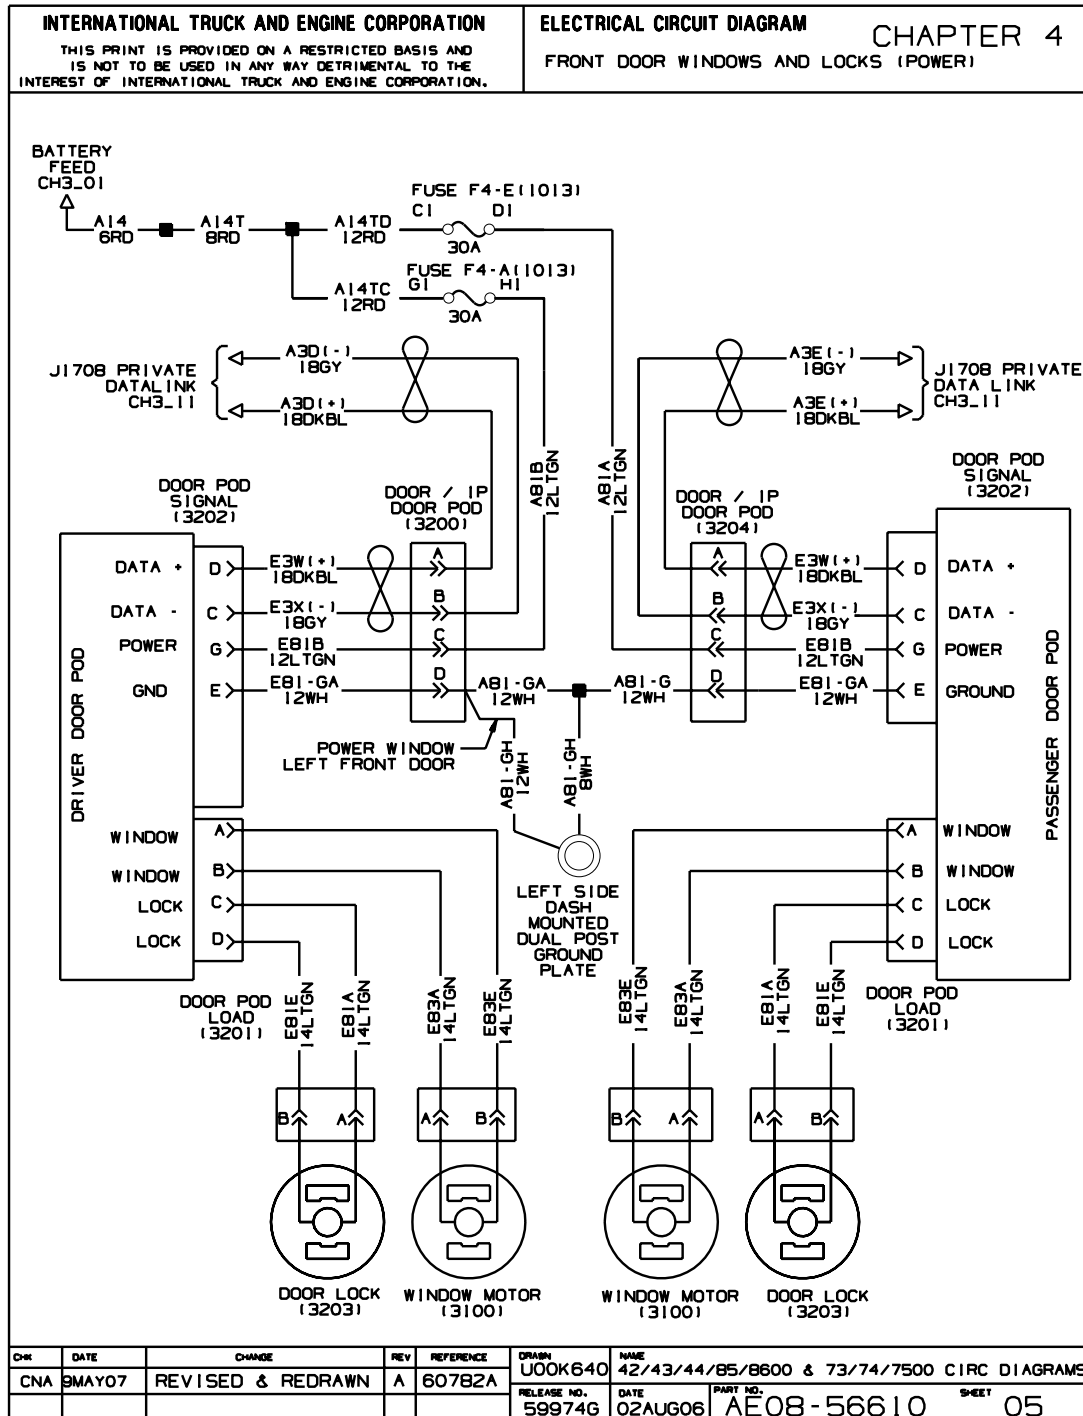 INTERNATIONAL TRUCK AND ENGINE CORPORATION
THIS PRINT IS PROVIDED ON A RESTRICTED BASIS AND
IS NOT TO BE USED IN ANY WAY DETRIMENTAL TO THE
INTEREST OF INTERNATIONAL TRUCK AND ENGINE CORPORATION.
ELECTRICAL CIRCUIT DIAGRAM
CHAPTER 4
FRONT DOOR WINDOWS AND LOCKS (POWER)
BATTERY
FEED
CH3_01
A14
6RD
A14T
8RD
A14TD
12RD
FUSE F4-E(1013)
C1 D1
30A
A14TC
12RD
FUSE F4-A(1013)
G1 H1
30A
J1708 PRIVATE
DATALINK
CH3_11
A3D(-)
18GY
A3D(+)
18DKBL
A3E(-)
18GY
A3E(+)
18DKBL
J1708 PRIVATE
DATA LINK
CH3_11
A81B
12LTGN
A81A
12LTGN
DOOR POD
SIGNAL
(3202)
DOOR / IP
DOOR POD
(3200)
DOOR / IP
DOOR POD
(3204)
DOOR POD
SIGNAL
(3202)
DRIVER DOOR POD
DATA + D
E3W(+)
18DKBL
A
A
E3W(+)
18DKBL
D DATA +
DATA - C
E3X(-)
18GY
B
B
E3X(-)
18GY
C DATA -
POWER G
E81B
12LTGN
C
C
E81B
12LTGN
G POWER
GND E
E81-GA
12WH
D
A81-GA
12WH
A81-G
12WH
D
E81-GA
12WH
E GROUND
PASSENGER DOOR POD
POWER WINDOW
LEFT FRONT DOOR
A81-GH
12WH
A81-GH
8WH
LEFT SIDE
DASH
MOUNTED
DUAL POST
GROUND
PLATE
WINDOW A
WINDOW B
LOCK C
LOCK D
A WINDOW
B WINDOW
C LOCK
D LOCK
DOOR POD
LOAD
(3201)
DOOR POD
LOAD
(3201)
E81E
14LTGN
E81A
14LTGN
E83A
14LTGN
E83E
14LTGN
E83E
14LTGN
E83A
14LTGN
E81A
14LTGN
E81E
14LTGN
B A A B B A A B
DOOR LOCK
(3203)
WINDOW MOTOR
(3100)
WINDOW MOTOR
(3100)
DOOR LOCK
(3203)
CHK DATE CHANGE REV REFERENCE
CNA 9MAY07 REVISED & REDRAWN A 60782A
DRAWN
U00K640
NAME
42/43/44/85/8600 & 73/74/7500 CIRC DIAGRAMS
RELEASE NO.
59974G
DATE
02AUG06
PART NO.
AE08-56610
SHEET
05